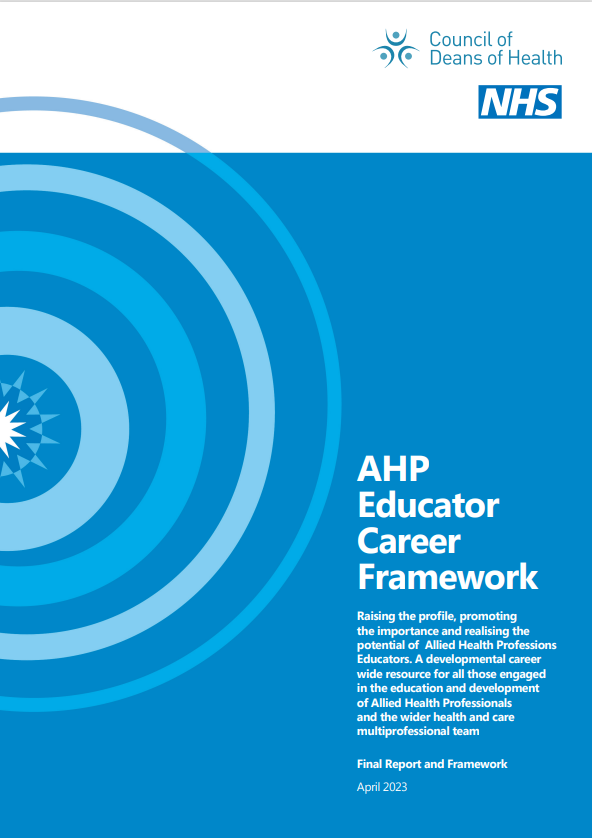 Council of
Deans of Health
NHS
AHP
Educator
Career
Framework
Raising the profile, promoting
the importance and realising the
potential of  Allied Health Professions
Educators. A developmental career
wide resource for all those engaged
in the education and development
of Allied Health Professionals
and the wider health and care
multiprofessional team
Final Report and Framework
April 2023